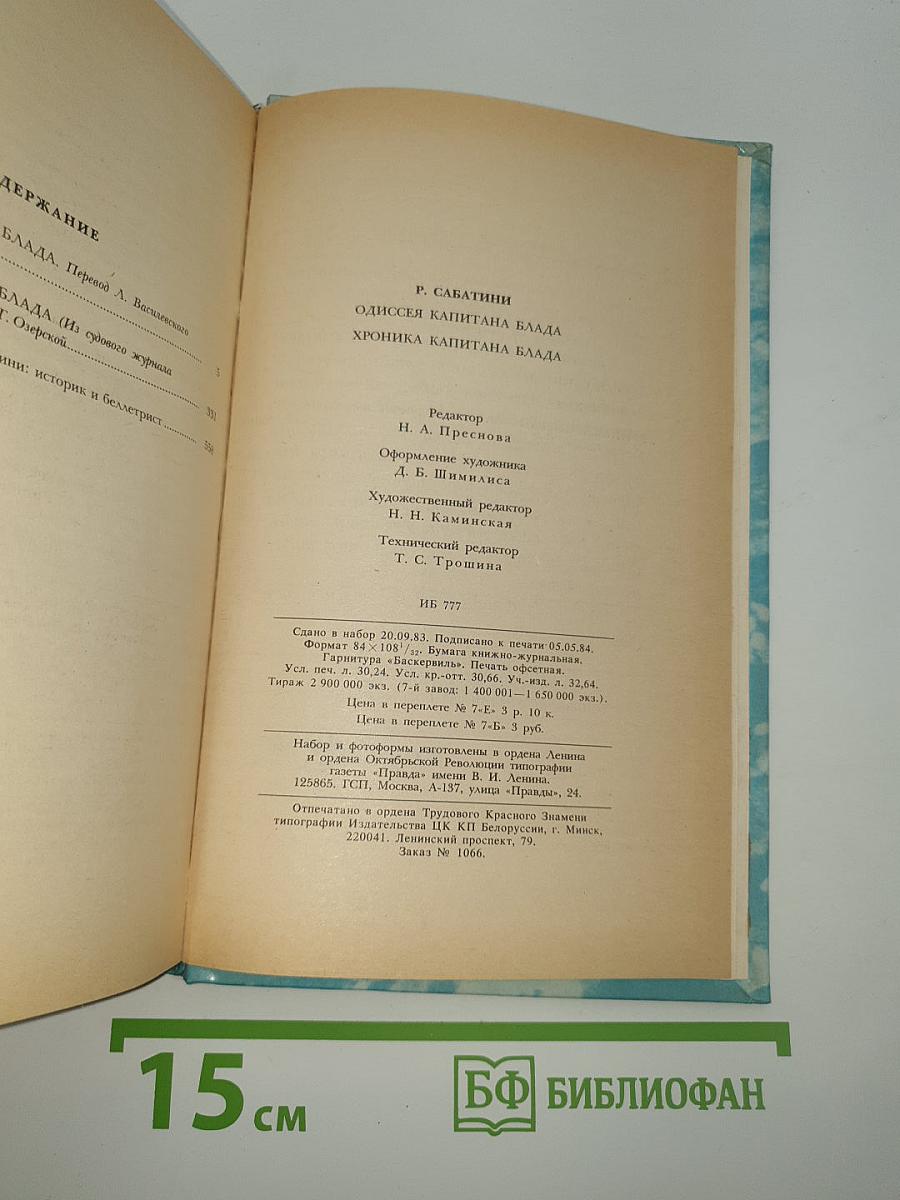 ДЕРЖАНИЕ
БЛАДА. Перевод Л. Василевского
5
БЛАДА (Из судового журнала
Г. Озерской 331
ини: историк и беллетрист 556
Р. САБАТИНИ
ОДИССЕЯ КАПИТАНА БЛАДА
ХРОНИКА КАПИТАНА БЛАДА
Редактор
Н. А. Преснова
Оформление художника
Д. Б. Шимилиса
Художественный редактор
Н. Н. Каминская
Технический редактор
Т. С. Трошина
ИБ 777
Сдано в набор 20.09.83. Подписано к печати 05.05.84.
Формат 84×108¹/₃₂. Бумага книжно-журнальная.
Гарнитура «Баскервиль». Печать офсетная.
Усл. печ. л. 30,24. Усл. кр.-отт. 30,66. Уч.-изд. л. 32,64.
Тираж 2 900 000 экз. (7-й завод: 1 400 001—1 650 000 экз.).
Цена в переплете № 7«Е» 3 р. 10 к.
Цена в переплете № 7«Б» 3 руб.
Набор и фотоформы изготовлены в ордена Ленина
и ордена Октябрьской Революции типографии
газеты «Правда» имени В. И. Ленина.
125865. ГСП, Москва, А-137, улица «Правды», 24.
Отпечатано в ордена Трудового Красного Знамени
типографии Издательства ЦК КП Белоруссии, г. Минск,
220041. Ленинский проспект, 79.
Заказ № 1066.
15 см
БФ БИБЛИОФАН